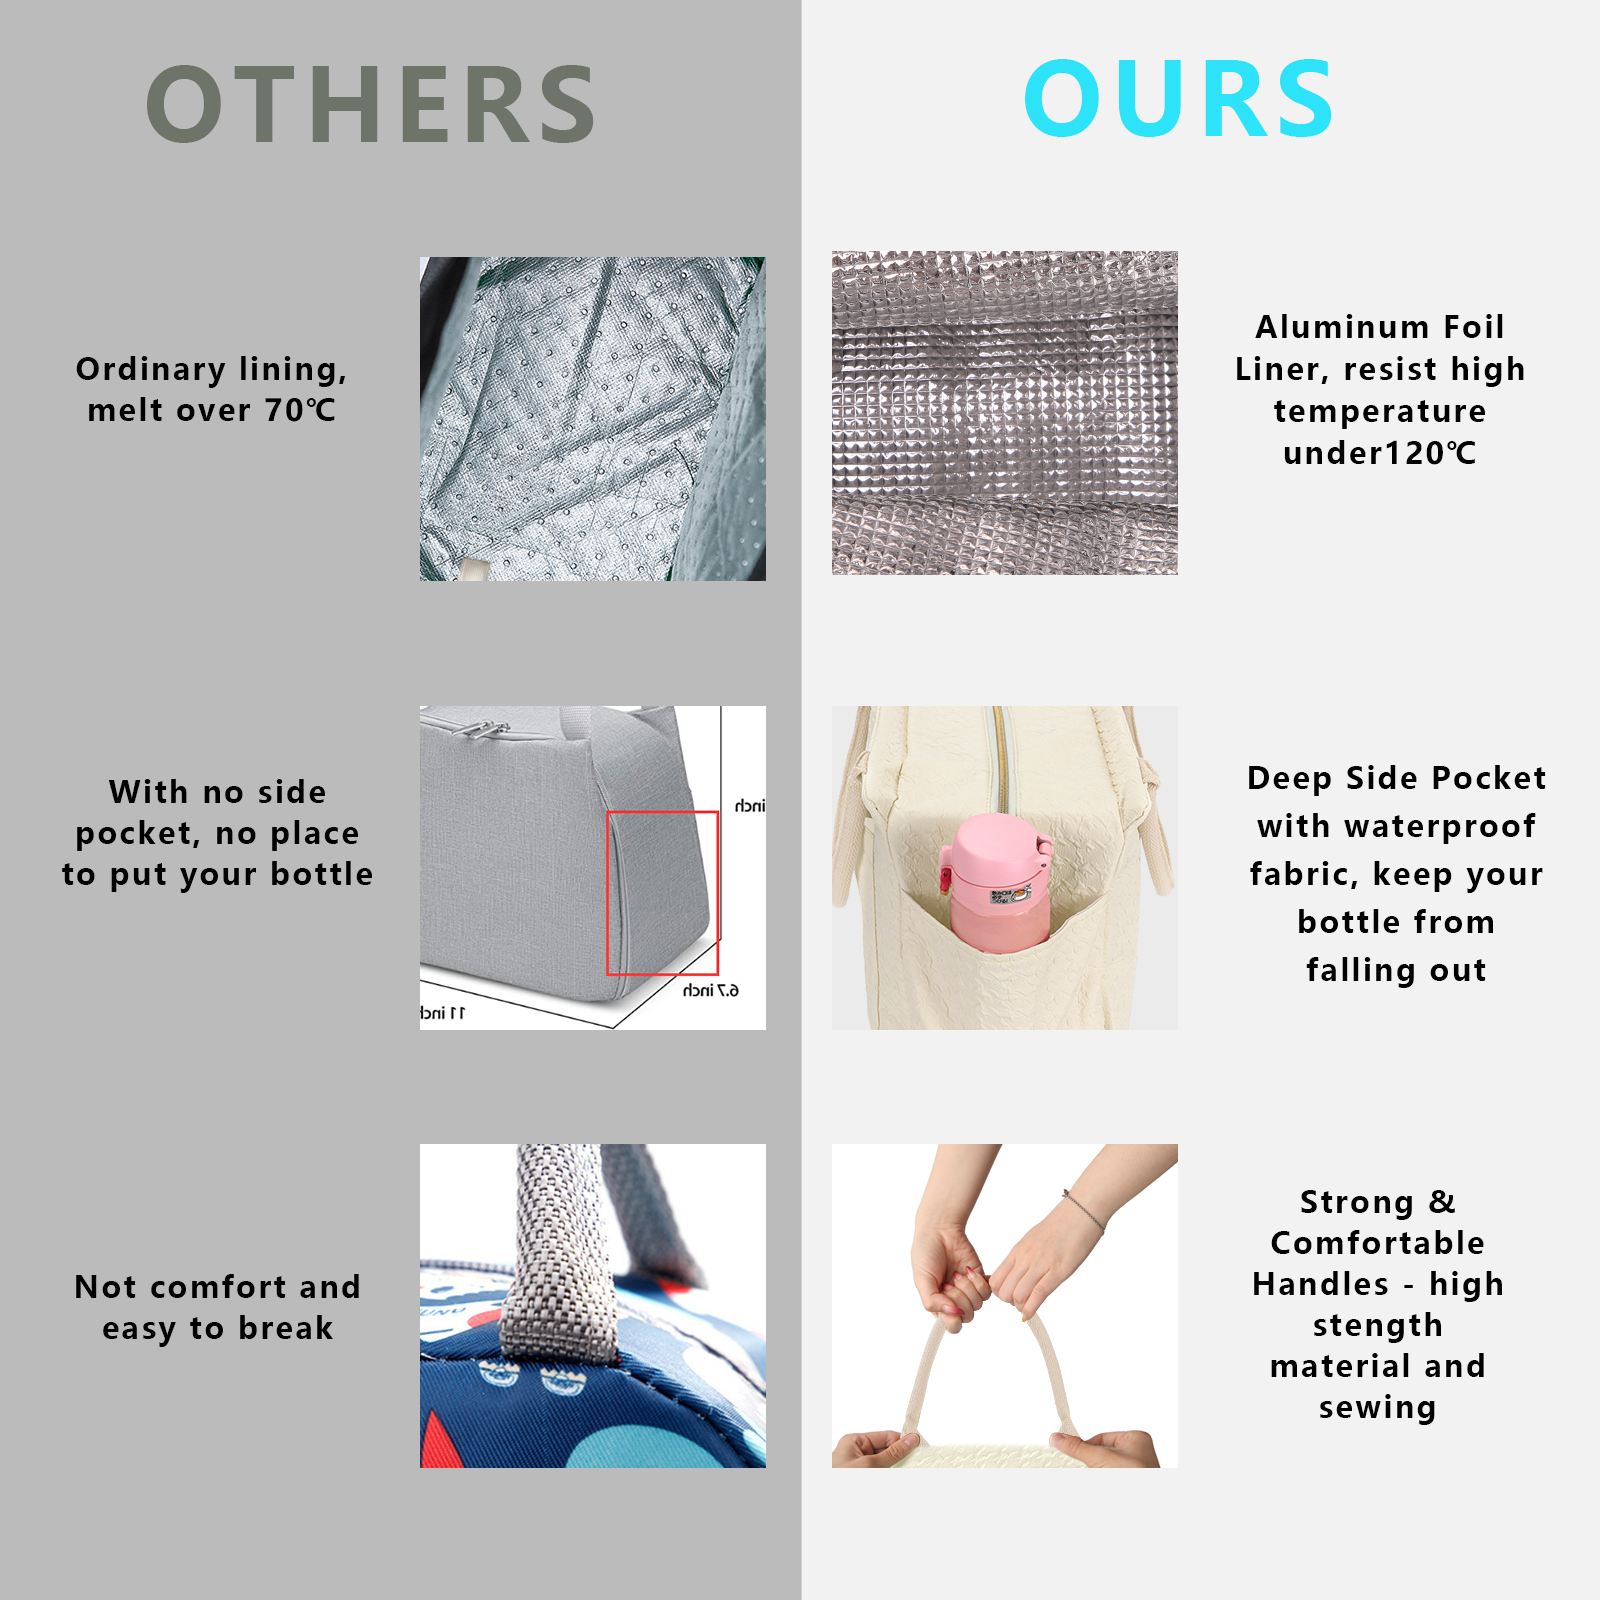 OTHERS
OURS
Ordinary lining,
melt over 70℃
Aluminum Foil
Liner, resist high
temperature
under120℃
With no side
pocket, no place
to put your bottle
inch
6.7 inch
11 inch
Deep Side Pocket
with waterproof
fabric, keep your
bottle from
falling out
Not comfort and
easy to break
Strong &
Comfortable
Handles - high
stength
material and
sewing